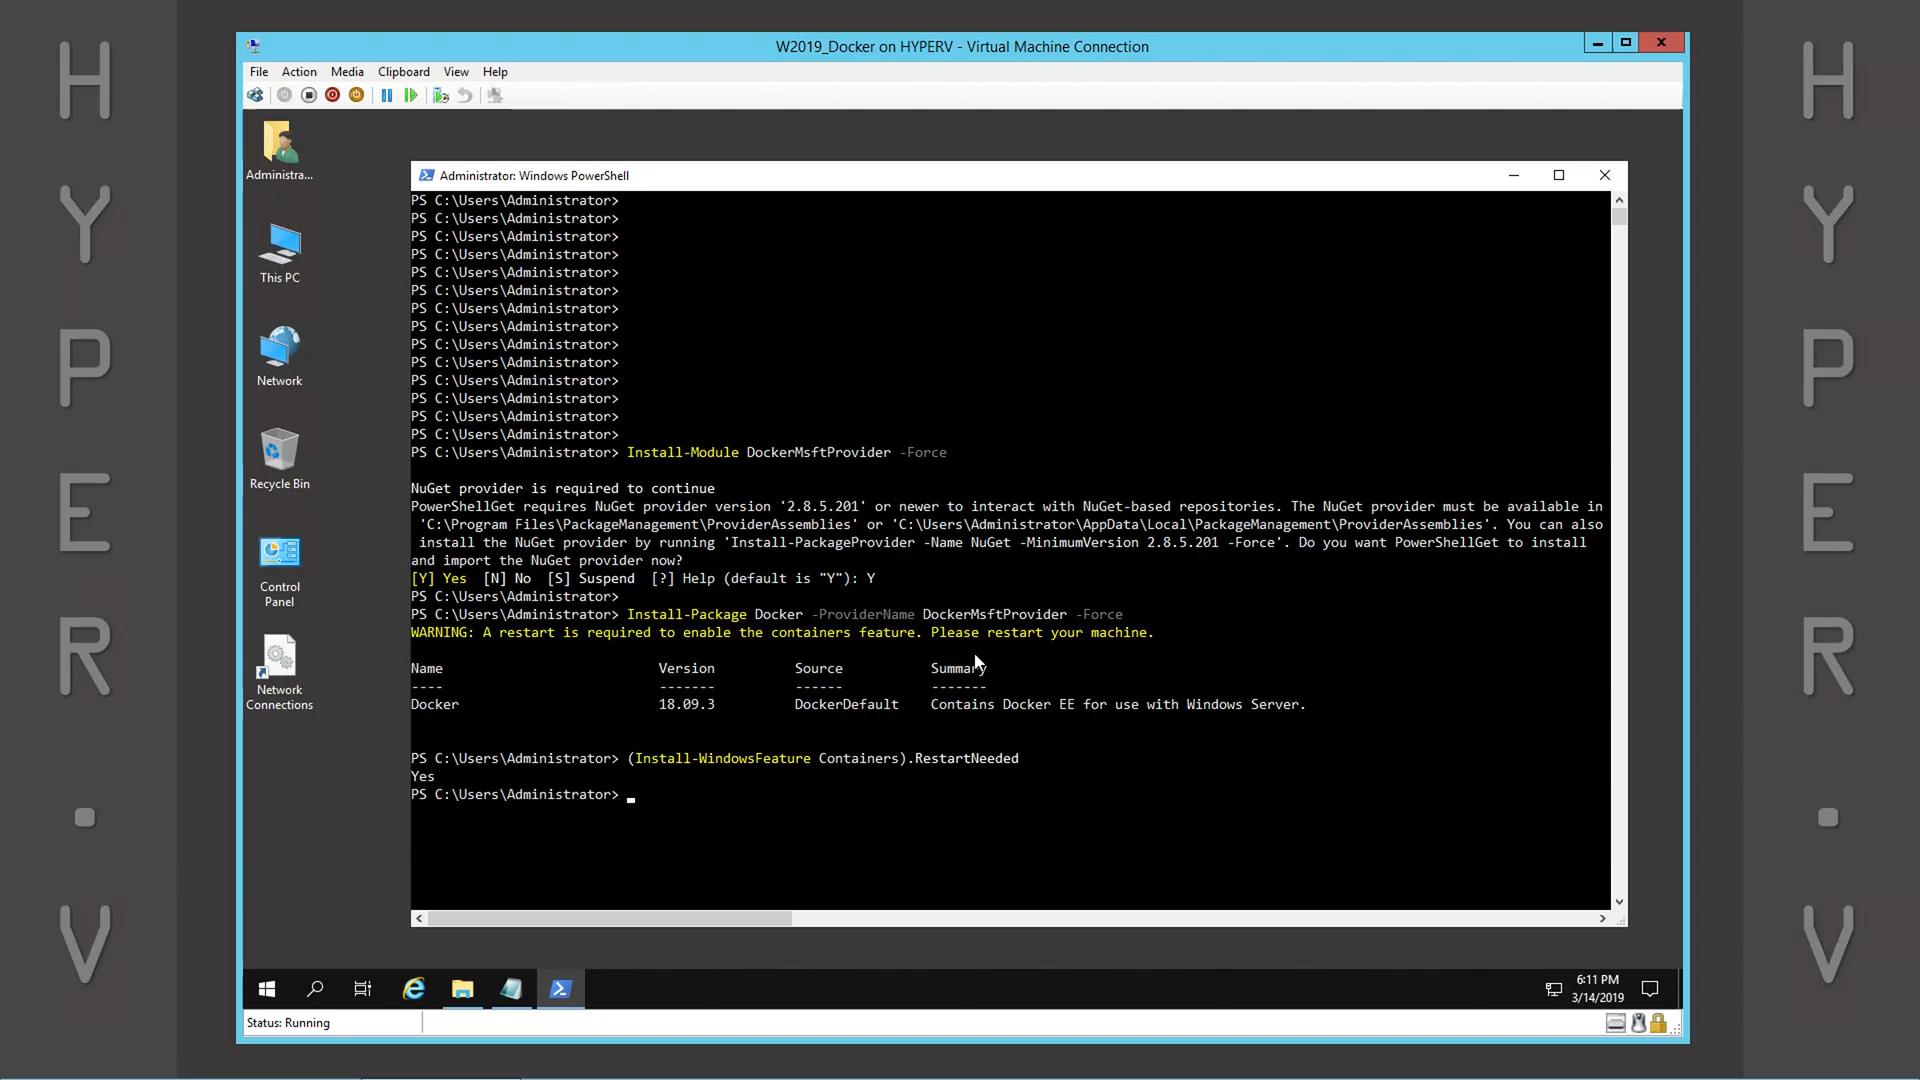 W2019_Docker on HYPERV - Virtual Machine Connection
File Action Media Clipboard View Help
Administra...
This PC
Network
Recycle Bin
Control
Panel
Network
Connections
Administrator: Windows PowerShell
PS C:\Users\Administrator>
PS C:\Users\Administrator>
PS C:\Users\Administrator>
PS C:\Users\Administrator>
PS C:\Users\Administrator>
PS C:\Users\Administrator>
PS C:\Users\Administrator>
PS C:\Users\Administrator>
PS C:\Users\Administrator>
PS C:\Users\Administrator>
PS C:\Users\Administrator>
PS C:\Users\Administrator>
PS C:\Users\Administrator>
PS C:\Users\Administrator>
PS C:\Users\Administrator> Install-Module DockerMsftProvider -Force
NuGet provider is required to continue
PowerShellGet requires NuGet provider version '2.8.5.201' or newer to interact with NuGet-based repositories. The NuGet provider must be available in
'C:\Program Files\PackageManagement\ProviderAssemblies' or 'C:\Users\Administrator\AppData\Local\PackageManagement\ProviderAssemblies'. You can also
install the NuGet provider by running 'Install-PackageProvider -Name NuGet -MinimumVersion 2.8.5.201 -Force'. Do you want PowerShellGet to install
and import the NuGet provider now?
[Y] Yes [N] No [S] Suspend [?] Help (default is "Y"): Y
PS C:\Users\Administrator>
PS C:\Users\Administrator> Install-Package Docker -ProviderName DockerMsftProvider -Force
WARNING: A restart is required to enable the containers feature. Please restart your machine.
Name Version Source Summary
---- ------- ------ -------
Docker 18.09.3 DockerDefault Contains Docker EE for use with Windows Server.
PS C:\Users\Administrator> (Install-WindowsFeature Containers).RestartNeeded
Yes
PS C:\Users\Administrator>
6:11 PM
3/14/2019
Status: Running
HYPER.V
HYPER.V